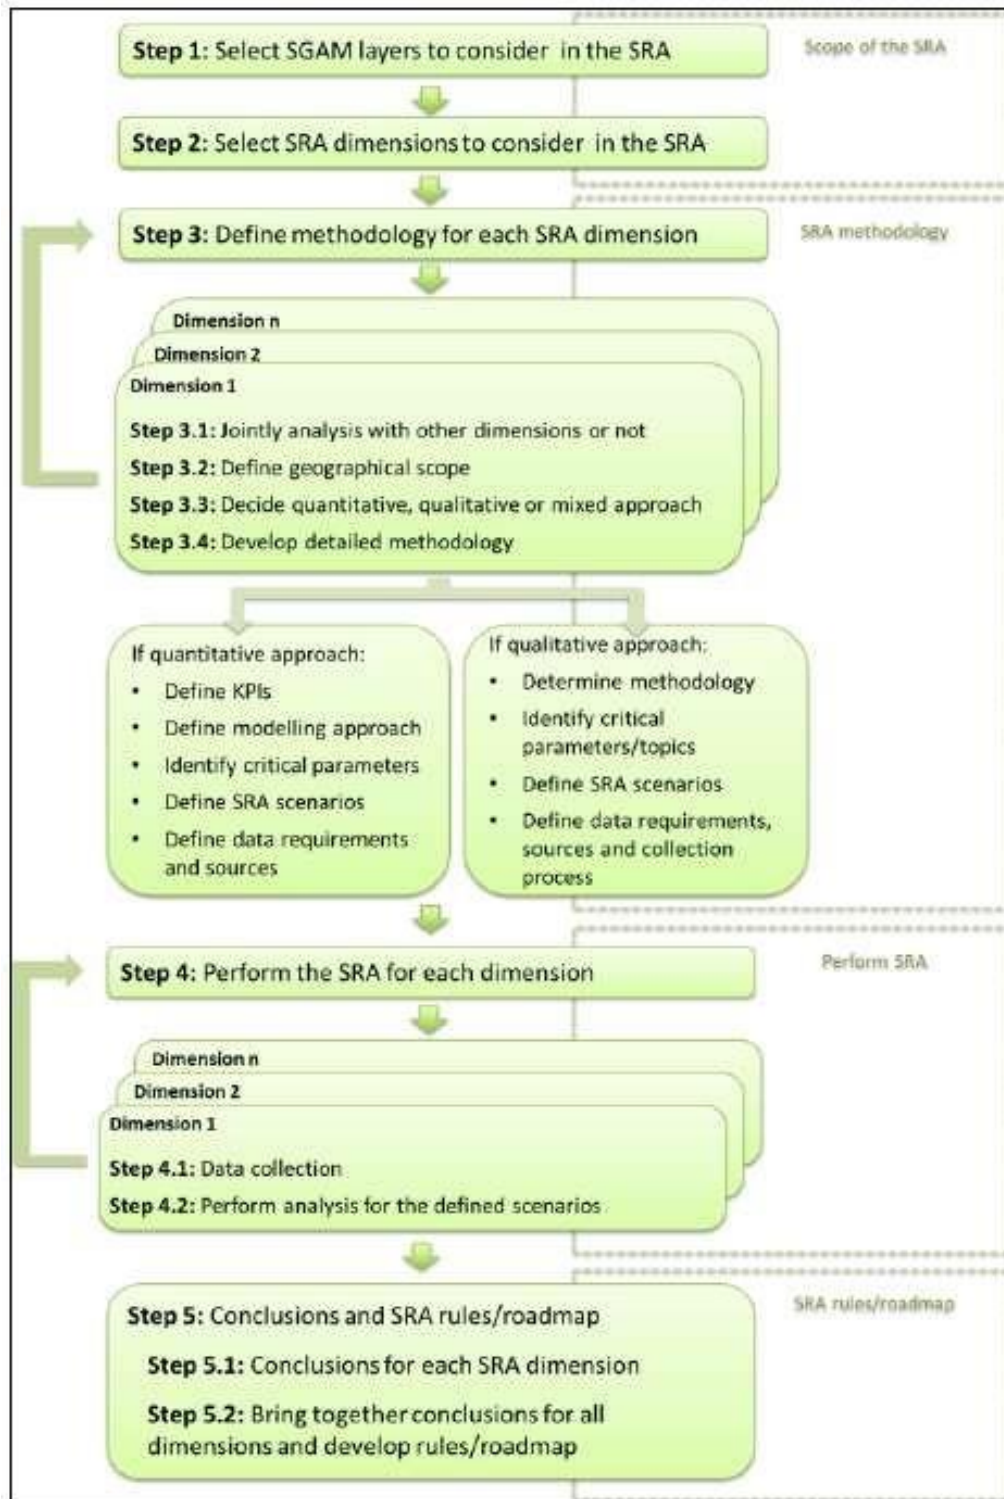 Step 1: Select SGAM layers to consider in the SRA
Scope of the SRA
Step 2: Select SRA dimensions to consider in the SRA
Step 3: Define methodology for each SRA dimension
SRA methodology
Dimension n
Dimension 2
Dimension 1
Step 3.1: Jointly analysis with other dimensions or not
Step 3.2: Define geographical scope
Step 3.3: Decide quantitative, qualitative or mixed approach
Step 3.4: Develop detailed methodology
If quantitative approach:
• Define KPIs
• Define modelling approach
• Identify critical parameters
• Define SRA scenarios
• Define data requirements
and sources
If qualitative approach:
• Determine methodology
• Identify critical
parameters/topics
• Define SRA scenarios
• Define data requirements,
sources and collection
process
Step 4: Perform the SRA for each dimension
Perform SRA
Dimension n
Dimension 2
Dimension 1
Step 4.1: Data collection
Step 4.2: Perform analysis for the defined scenarios
Step 5: Conclusions and SRA rules/roadmap
SRA rules/roadmap
Step 5.1: Conclusions for each SRA dimension
Step 5.2: Bring together conclusions for all
dimensions and develop rules/roadmap